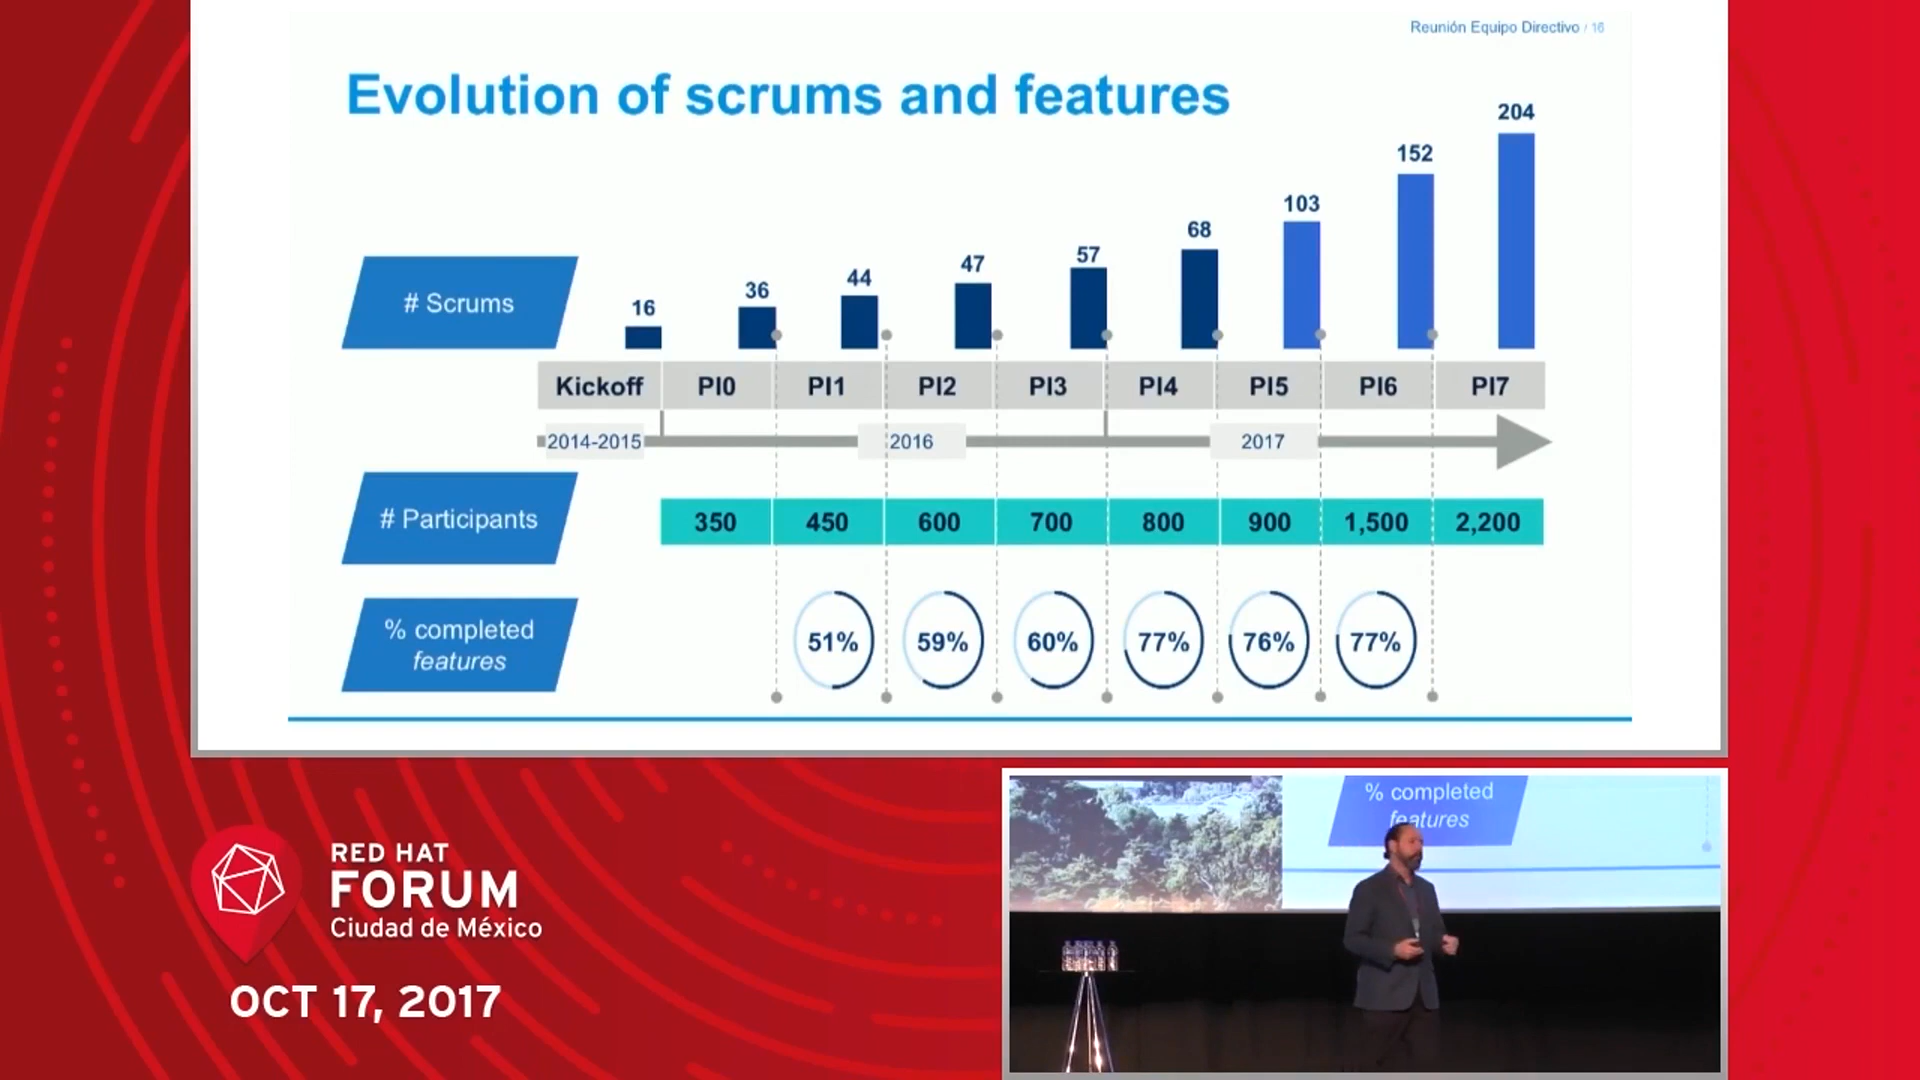 Reunión Equipo Directivo / 16
Evolution of scrums and features
# Scrums
16
36
44
47
57
68
103
152
204
Kickoff
PI0
PI1
PI2
PI3
PI4
PI5
PI6
PI7
2014-2015
2016
2017
# Participants
350
450
600
700
800
900
1,500
2,200
% completed
features
51%
59%
60%
77%
76%
77%
RED HAT
FORUM
Ciudad de México
OCT 17, 2017
% completed
features